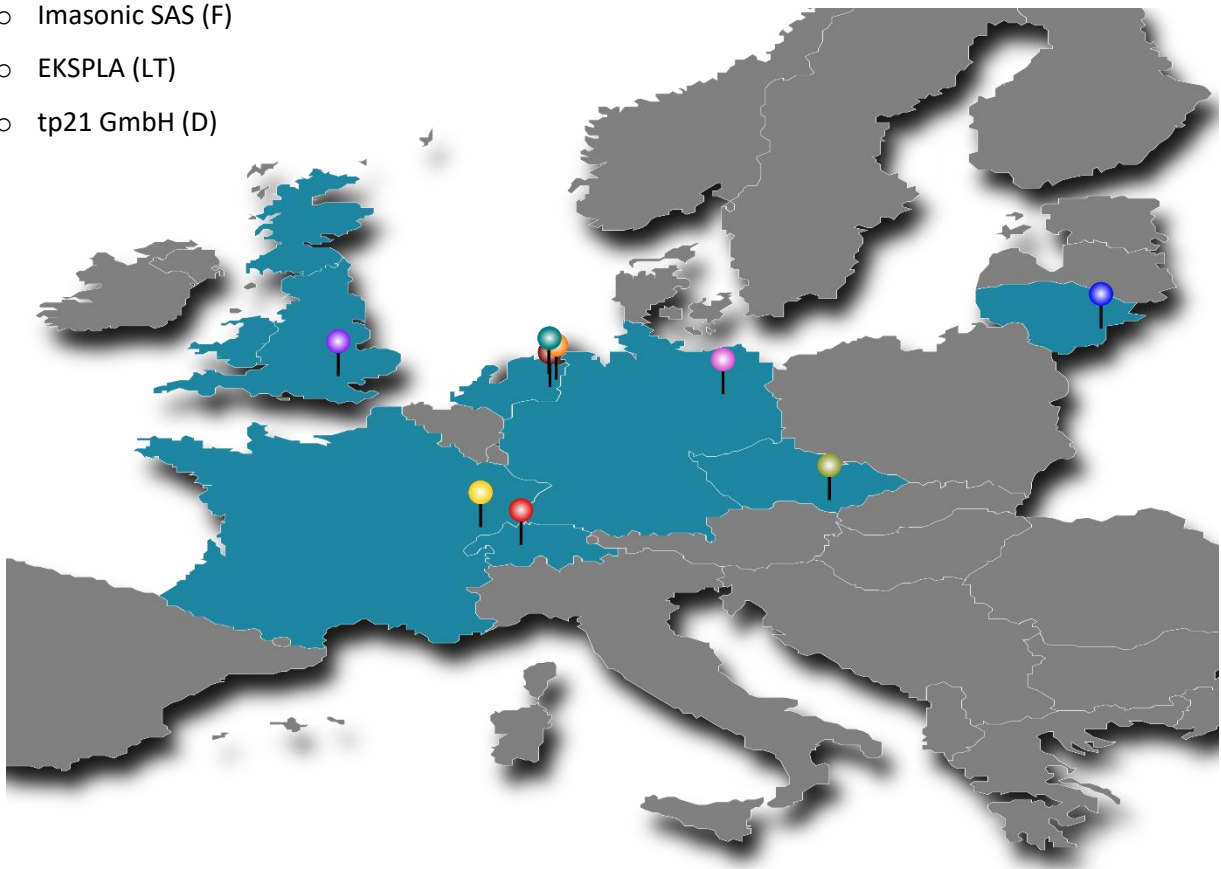 o Imasonic SAS (F)
o EKSPLA (LT)
o tp21 GmbH (D)